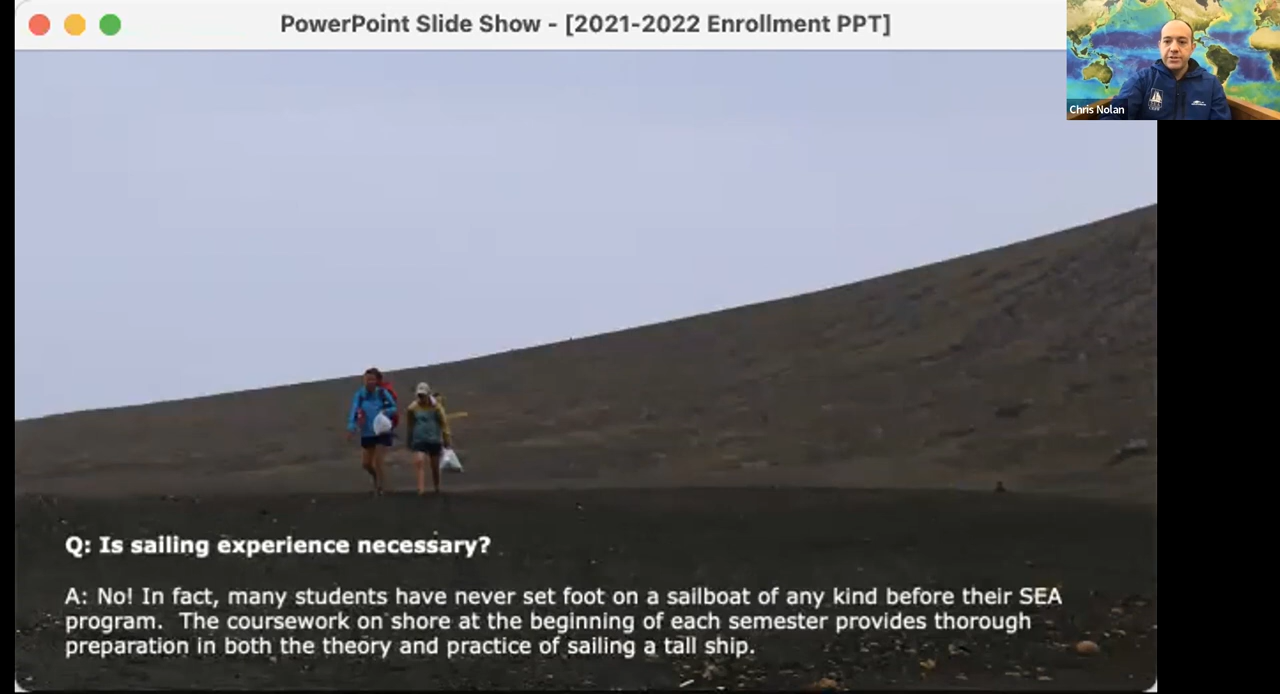 PowerPoint Slide Show - [2021-2022 Enrollment PPT]
Chris Nolan
Q: Is sailing experience necessary?
A: No! In fact, many students have never set foot on a sailboat of any kind before their SEA
program.  The coursework on shore at the beginning of each semester provides thorough
preparation in both the theory and practice of sailing a tall ship.